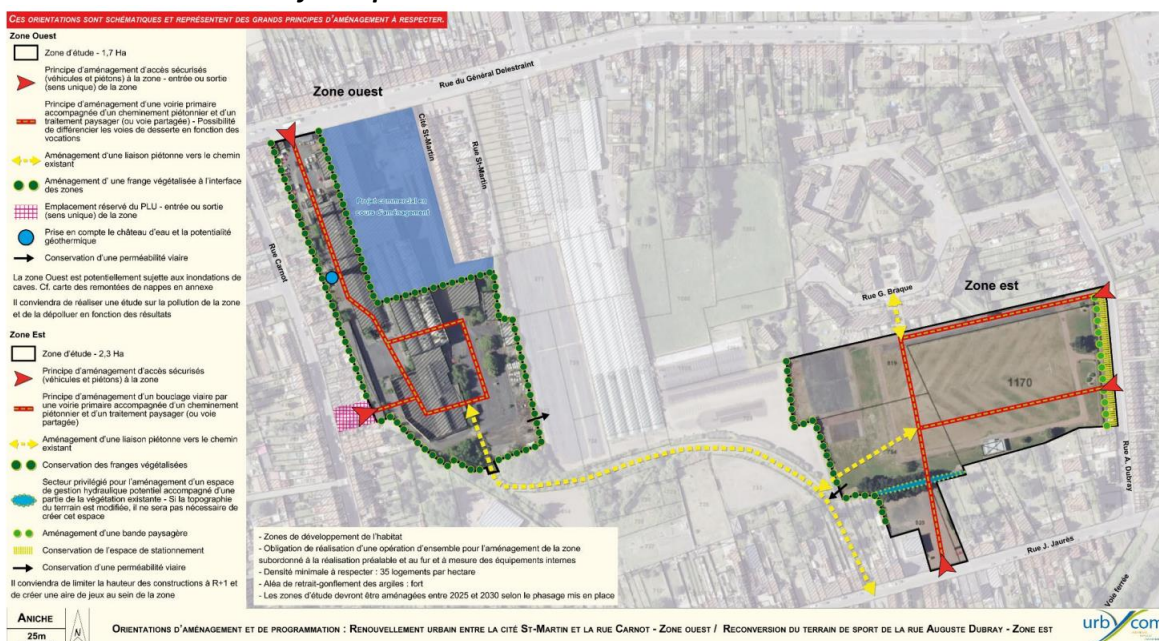 CES ORIENTATIONS SONT SCHÉMATIQUES ET REPRÉSENTENT DES GRANDS PRINCIPES D'AMÉNAGEMENT À RESPECTER.
Zone Ouest
Zone d'étude - 1,7 Ha
Principe d'aménagement d'accès sécurisés
(véhicules et piétons) à la zone - entrée ou sortie
(sens unique) de la zone
Principe d'aménagement d'une voirie primaire
accompagnée d'un cheminement piétonnier et d'un
traitement paysager (ou voie partagée) - Possibilité
de différencier les voies de desserte en fonction des
vocations
Aménagement d'une liaison piétonne vers le chemin
existant
Aménagement d' une frange végétalisée à l'interface
des zones
Emplacement réservé du PLU - entrée ou sortie
(sens unique) de la zone
Prise en compte le château d'eau et la potentialité
géothermique
Conservation d'une perméabilité viaire
La zone Ouest est potentiellement sujette aux inondations de
caves. Cf. carte des remontées de nappes en annexe
Il conviendra de réaliser une étude sur la pollution de la zone
et de la dépolluer en fonction des résultats
Zone Est
Zone d'étude - 2,3 Ha
Principe d'aménagement d'accès sécurisés
(véhicules et piétons) à la zone
Principe d'aménagement d'un bouclage viaire par
une voirie primaire accompagnée d'un cheminement
piétonnier et d'un traitement paysager (ou voie
partagée)
Aménagement d'une liaison piétonne vers le chemin
existant
Conservation des franges végétalisées
Secteur privilégié pour l'aménagement d'un espace
de gestion hydraulique potentiel accompagné d'une
partie de la végétation existante - Si la topographie
du terrain est modifiée, il ne sera pas nécessaire de
créer cet espace
Aménagement d'une bande paysagère
Conservation de l'espace de stationnement
Conservation d'une perméabilité viaire
Il conviendra de limiter la hauteur des constructions à R+1 et
de créer une aire de jeux au sein de la zone
Zone ouest
Rue du Général Delestraint
Cité St-Martin
Rue St-Martin
Projet commercial en
cours d'aménagement
Rue Carnot
Rue G. Braque
Zone est
1170
Rue A. Dubray
Rue J. Jaurès
Voie ferrée
- Zones de développement de l'habitat
- Obligation de réalisation d'une opération d'ensemble pour l'aménagement de la zone
subordonné à la réalisation préalable et au fur et à mesure des équipements internes
- Densité minimale à respecter : 35 logements par hectare
- Aléa de retrait-gonflement des argiles : fort
- Les zones d'étude devront être aménagées entre 2025 et 2030 selon le phasage mis en place
ANICHE
25m
N
ORIENTATIONS D'AMÉNAGEMENT ET DE PROGRAMMATION : RENOUVELLEMENT URBAIN ENTRE LA CITÉ ST-MARTIN ET LA RUE CARNOT - ZONE OUEST / RECONVERSION DU TERRAIN DE SPORT DE LA RUE AUGUSTE DUBRAY - ZONE EST
urbycom